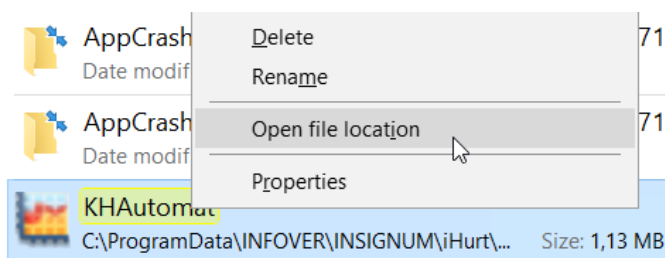 AppCrash
Delete
71
Date modif
Rename
AppCrash
Open file location
71
Date modif
Properties
KHAutomat
C:\ProgramData\INFOVER\INSIGNUM\iHurt\... Size: 1,13 MB